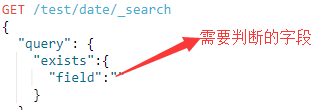 GET /test/date/_search
{
需要判断的字段
"query": {
"exists":{
"field":""
}
}